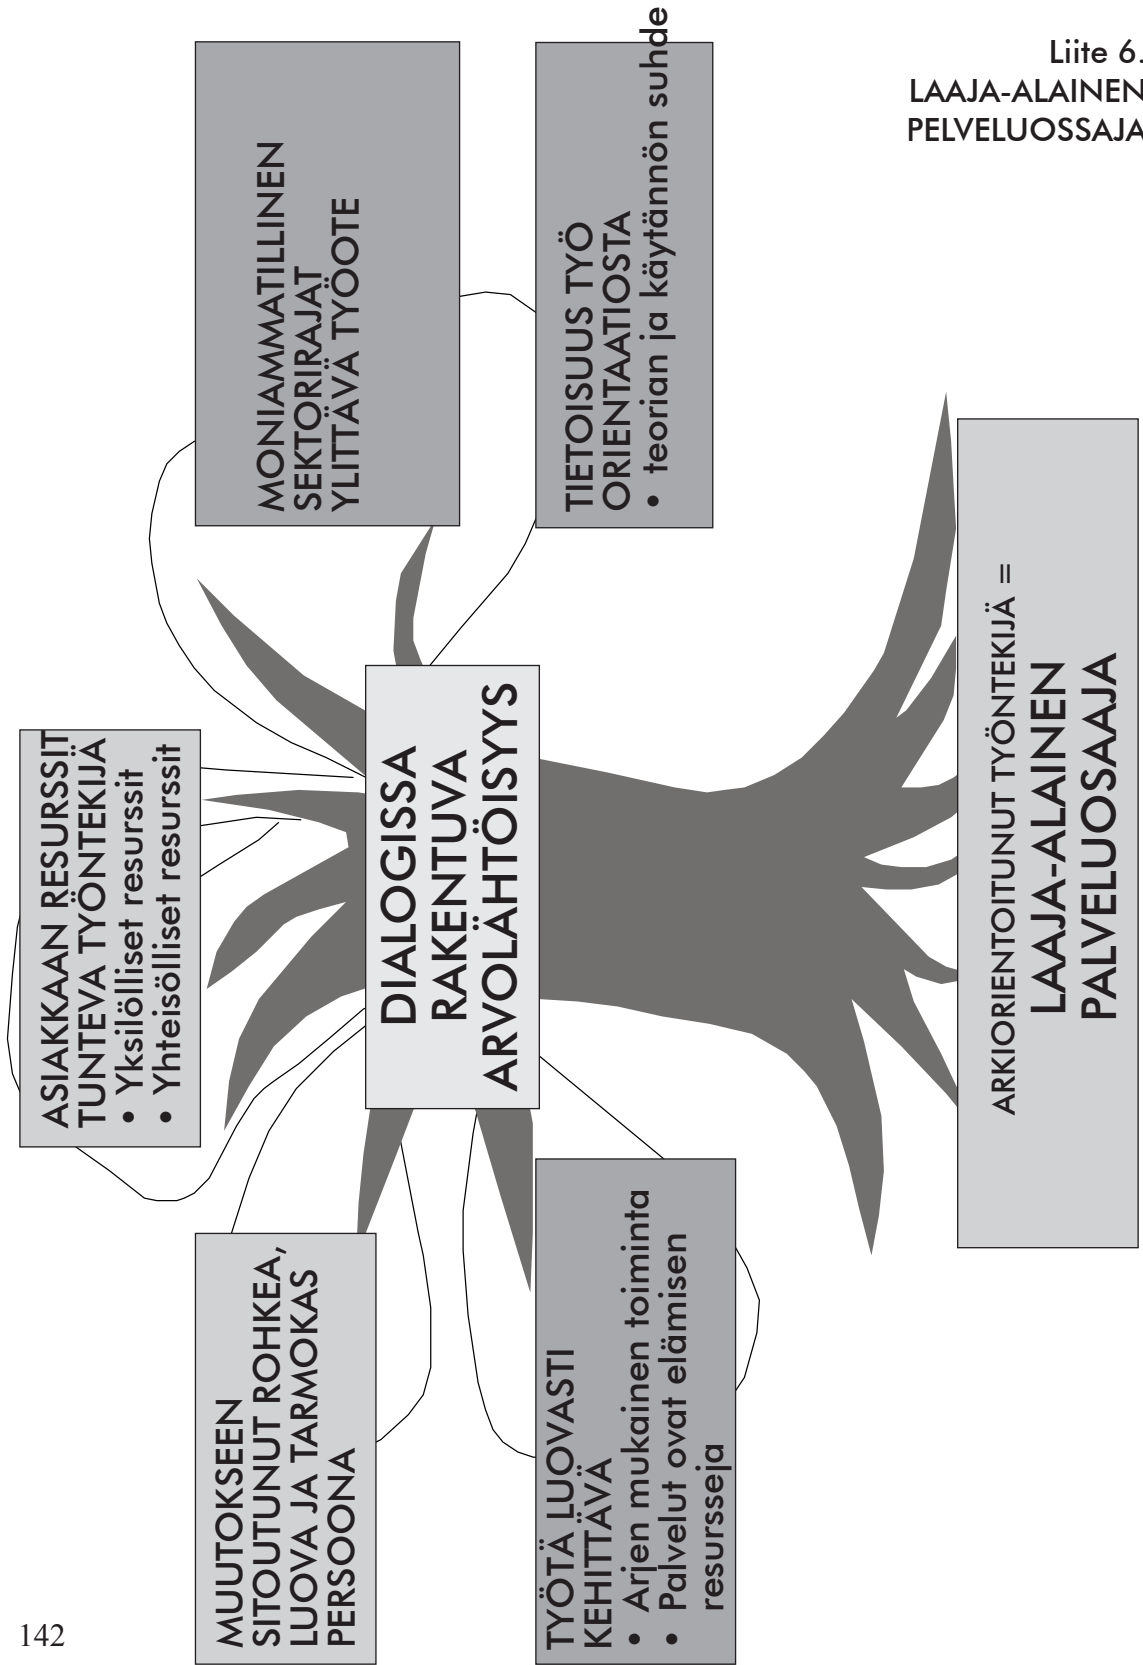 Liite 6.
LAAJA-ALAINEN
PELVELUOSSAJA
MUUTOKSEEN
SITOUTUNUT ROHKEA,
LUOVA JA TARMOKAS
PERSOONA
ASIAKKAAN RESURSSIT
TUNTEVA TYÖNTEKIJÄ
• Yksilölliset resurssit
• Yhteisölliset resurssit
MONIAMMATILLINEN
SEKTORIRAJAT
YLITTÄVÄ TYÖOTE
DIALOGISSA
RAKENTUVA
ARVOLÄHTÖISYYS
TYÖTÄ LUOVASTI
KEHITTÄVÄ
• Arjen mukainen toiminta
• Palvelut ovat elämisen
resursseja
TIETOISUUS TYÖ
ORIENTAATIOSTA
• teorian ja käytännön suhde
ARKIORIENTOITUNUT TYÖNTEKIJÄ =
LAAJA-ALAINEN
PALVELUOSAAJA
142